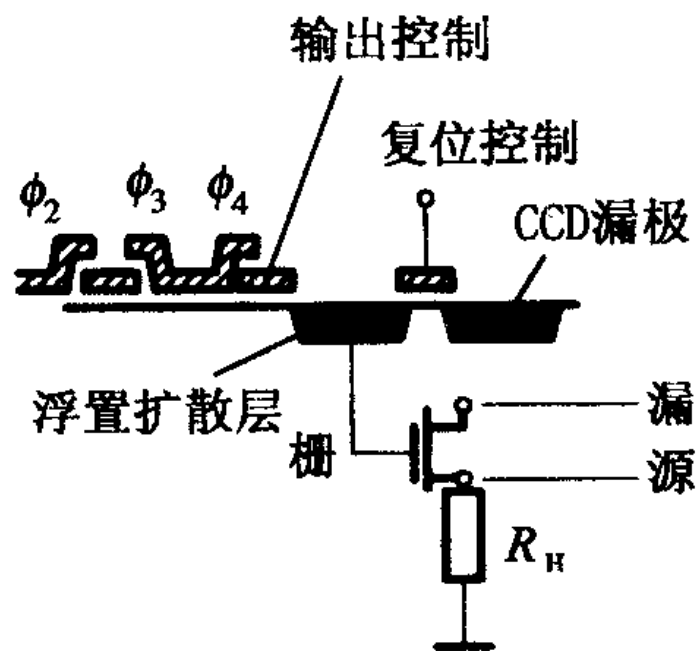 输出控制
复位控制
ϕ2 ϕ3 ϕ4
CCD漏极
浮置扩散层
栅
漏
源
RH